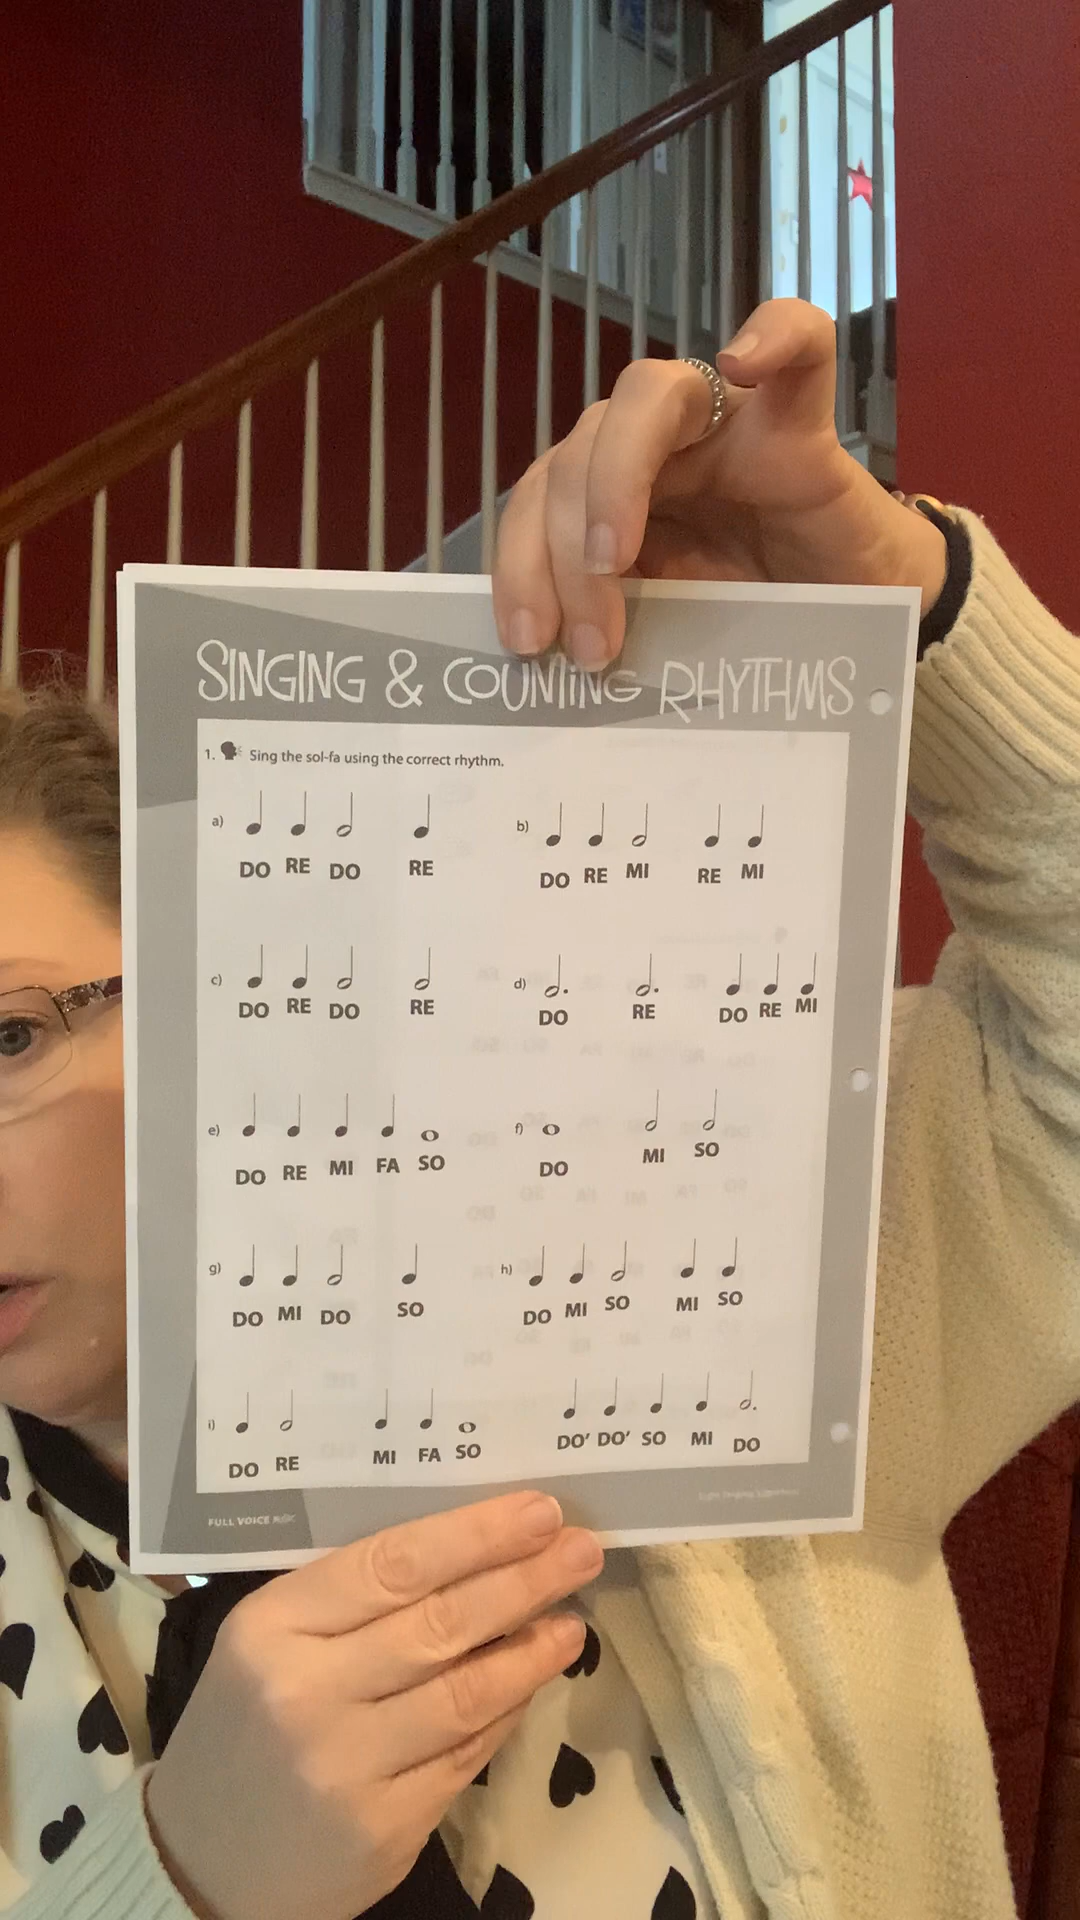 SINGING & COUNTING RHYTHMS
1. Sing the sol-fa using the correct rhythm.
a)
DO RE DO RE
b)
DO RE MI RE MI
c)
DO RE DO RE
d)
DO RE DO RE MI
e)
DO RE MI FA SO
f)
DO MI SO
g)
DO MI DO SO
h)
DO MI SO MI SO
i)
DO RE MI FA SO
DO' DO' SO MI DO
FULL VOICE MUSIC